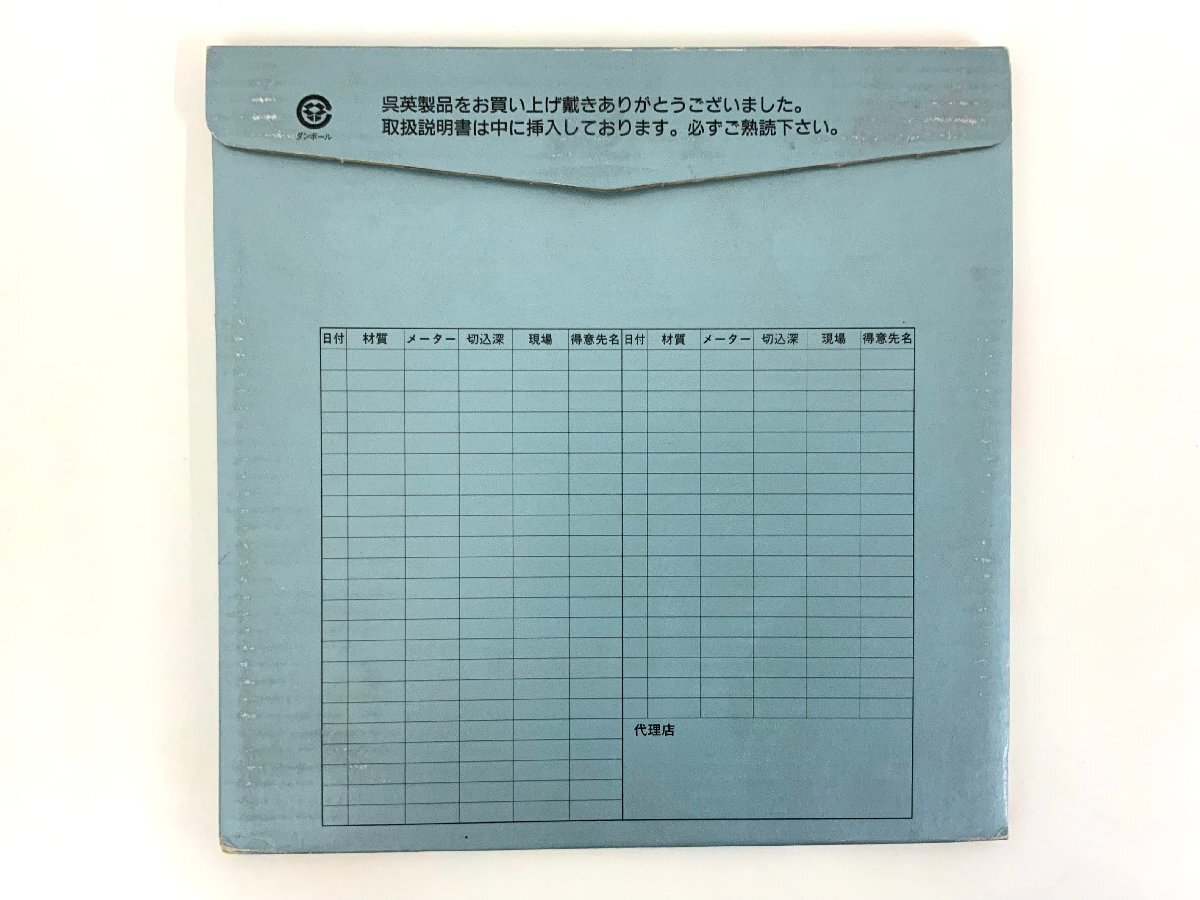 呉英製品をお買い上げ戴きありがとうございました。
取扱説明書は中に挿入しております。必ずご熟読下さい。
ダンボール
日付 材質 メーター 切込深 現場 得意先名 日付 材質 メーター 切込深 現場 得意先名
代理店